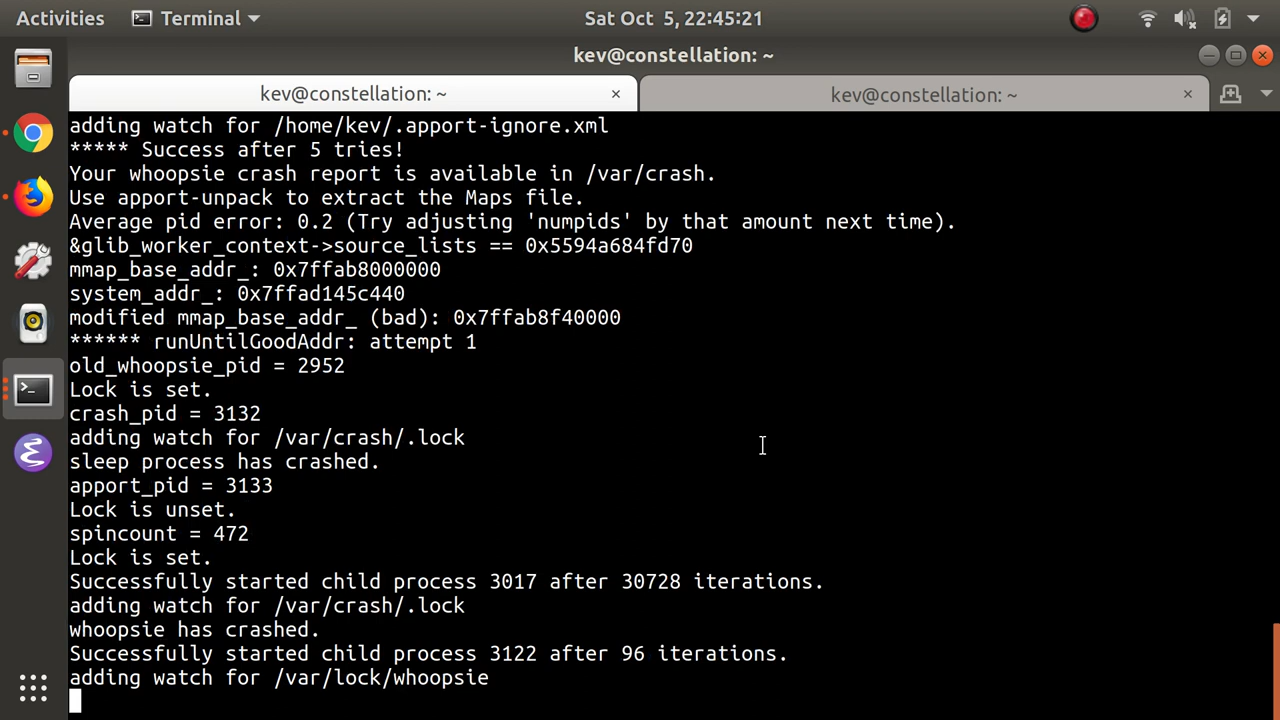 Activities
Terminal
Sat Oct 5, 22:45:21
kev@constellation: ~
kev@constellation: ~
kev@constellation: ~
adding watch for /home/kev/.apport-ignore.xml
***** Success after 5 tries!
Your whoopsie crash report is available in /var/crash.
Use apport-unpack to extract the Maps file.
Average pid error: 0.2 (Try adjusting 'numpids' by that amount next time).
&glib_worker_context->source_lists == 0x5594a684fd70
mmap_base_addr_: 0x7ffab8000000
system_addr_: 0x7ffad145c440
modified mmap_base_addr_ (bad): 0x7ffab8f40000
****** runUntilGoodAddr: attempt 1
old_whoopsie_pid = 2952
Lock is set.
crash_pid = 3132
adding watch for /var/crash/.lock
sleep process has crashed.
apport_pid = 3133
Lock is unset.
spincount = 472
Lock is set.
Successfully started child process 3017 after 30728 iterations.
adding watch for /var/crash/.lock
whoopsie has crashed.
Successfully started child process 3122 after 96 iterations.
adding watch for /var/lock/whoopsie